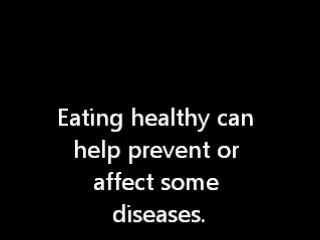 Eating healthy can
help prevent or
affect some
diseases.